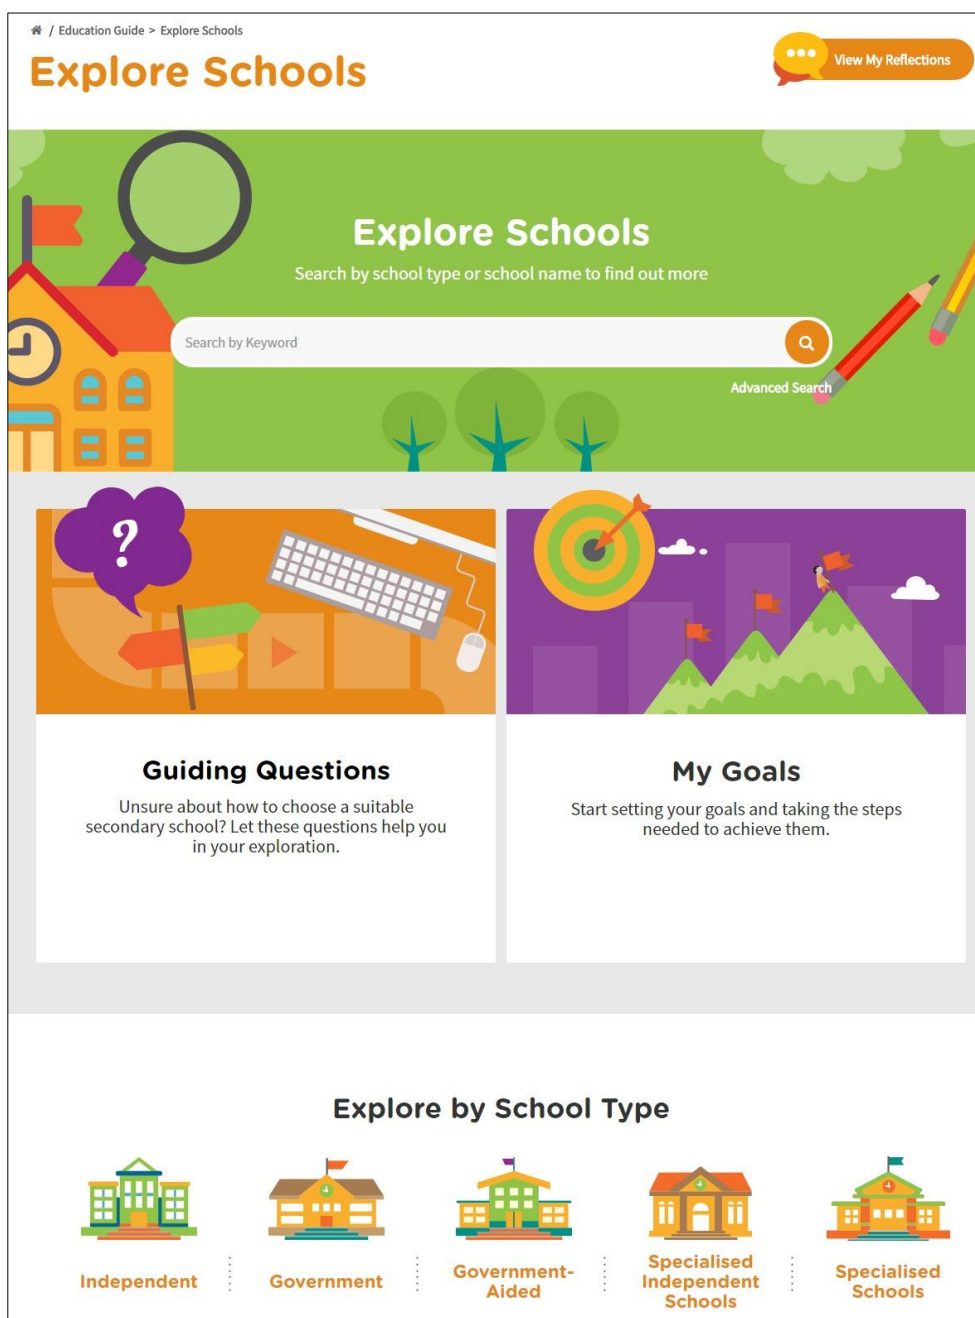 / Education Guide > Explore Schools
Explore Schools
View My Reflections
Explore Schools
Search by school type or school name to find out more
Search by Keyword
Advanced Search
?
Guiding Questions
Unsure about how to choose a suitable
secondary school? Let these questions help you
in your exploration.
My Goals
Start setting your goals and taking the steps
needed to achieve them.
Explore by School Type
Independent
Government
Government-
Aided
Specialised
Independent
Schools
Specialised
Schools